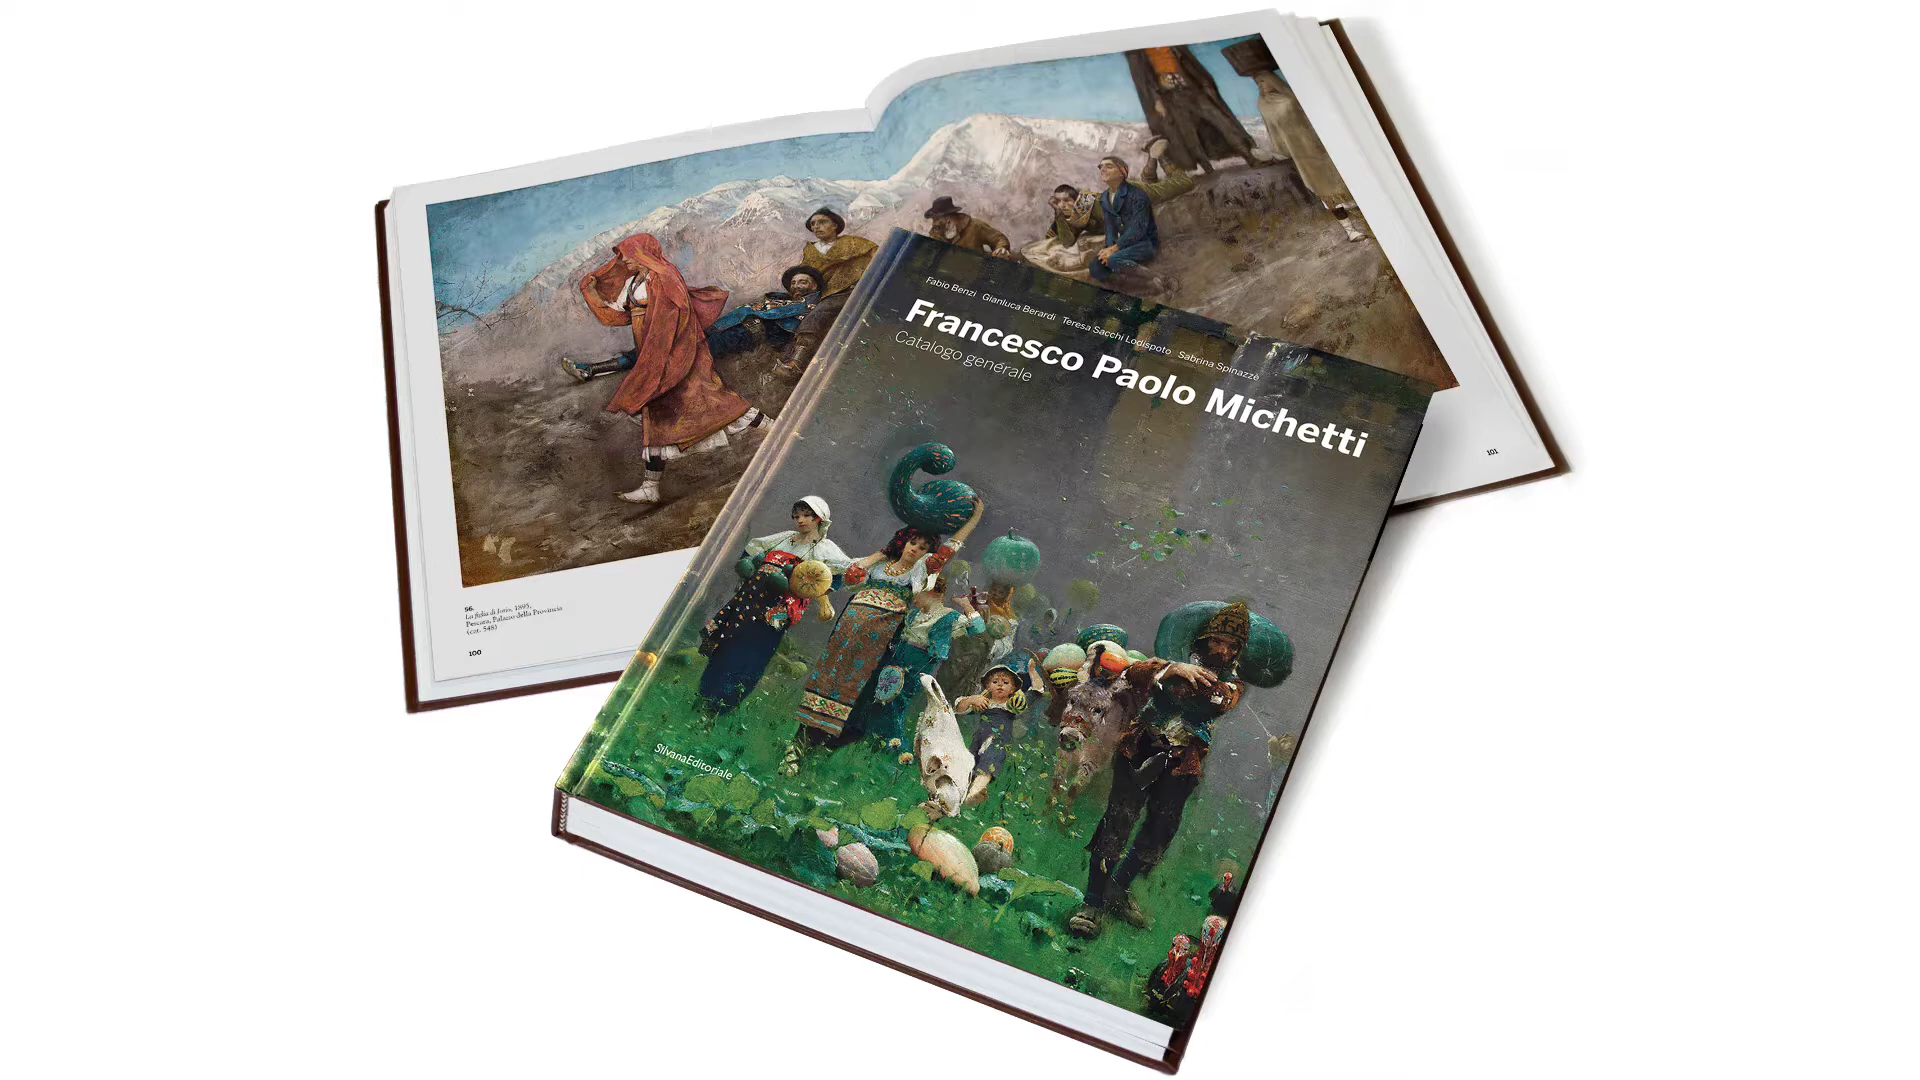 Fabio Benzi Gianluca Berardi Teresa Sacchi Lodispoto Sabrina Spinazzè
Francesco Paolo Michetti
Catalogo generale
SilvanaEditoriale
56.
La figlia di Jorio, 1895.
Pescara, Palazzo della Provincia
(cat. 548)
100
101